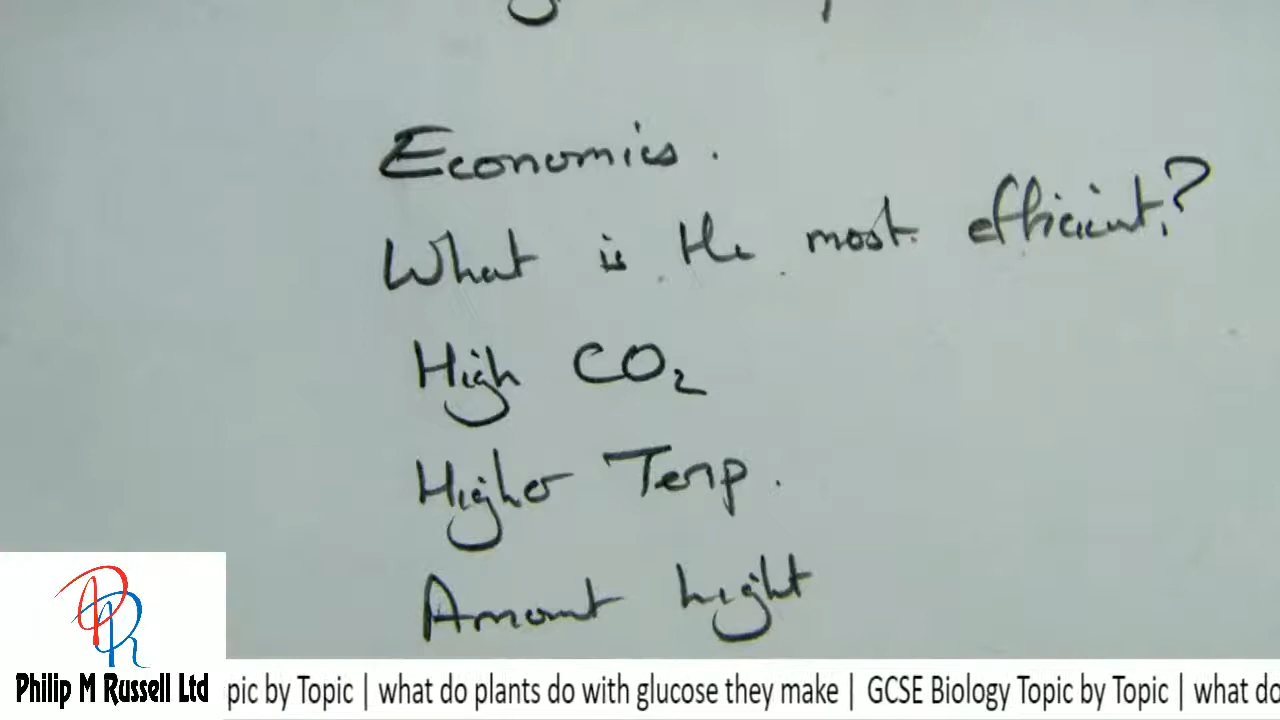 Economics.
What is the most efficient?
High CO₂
Higher Temp.
Amount Light
Philip M Russell Ltd
pic by Topic | what do plants do with glucose they make | GCSE Biology Topic by Topic | what do